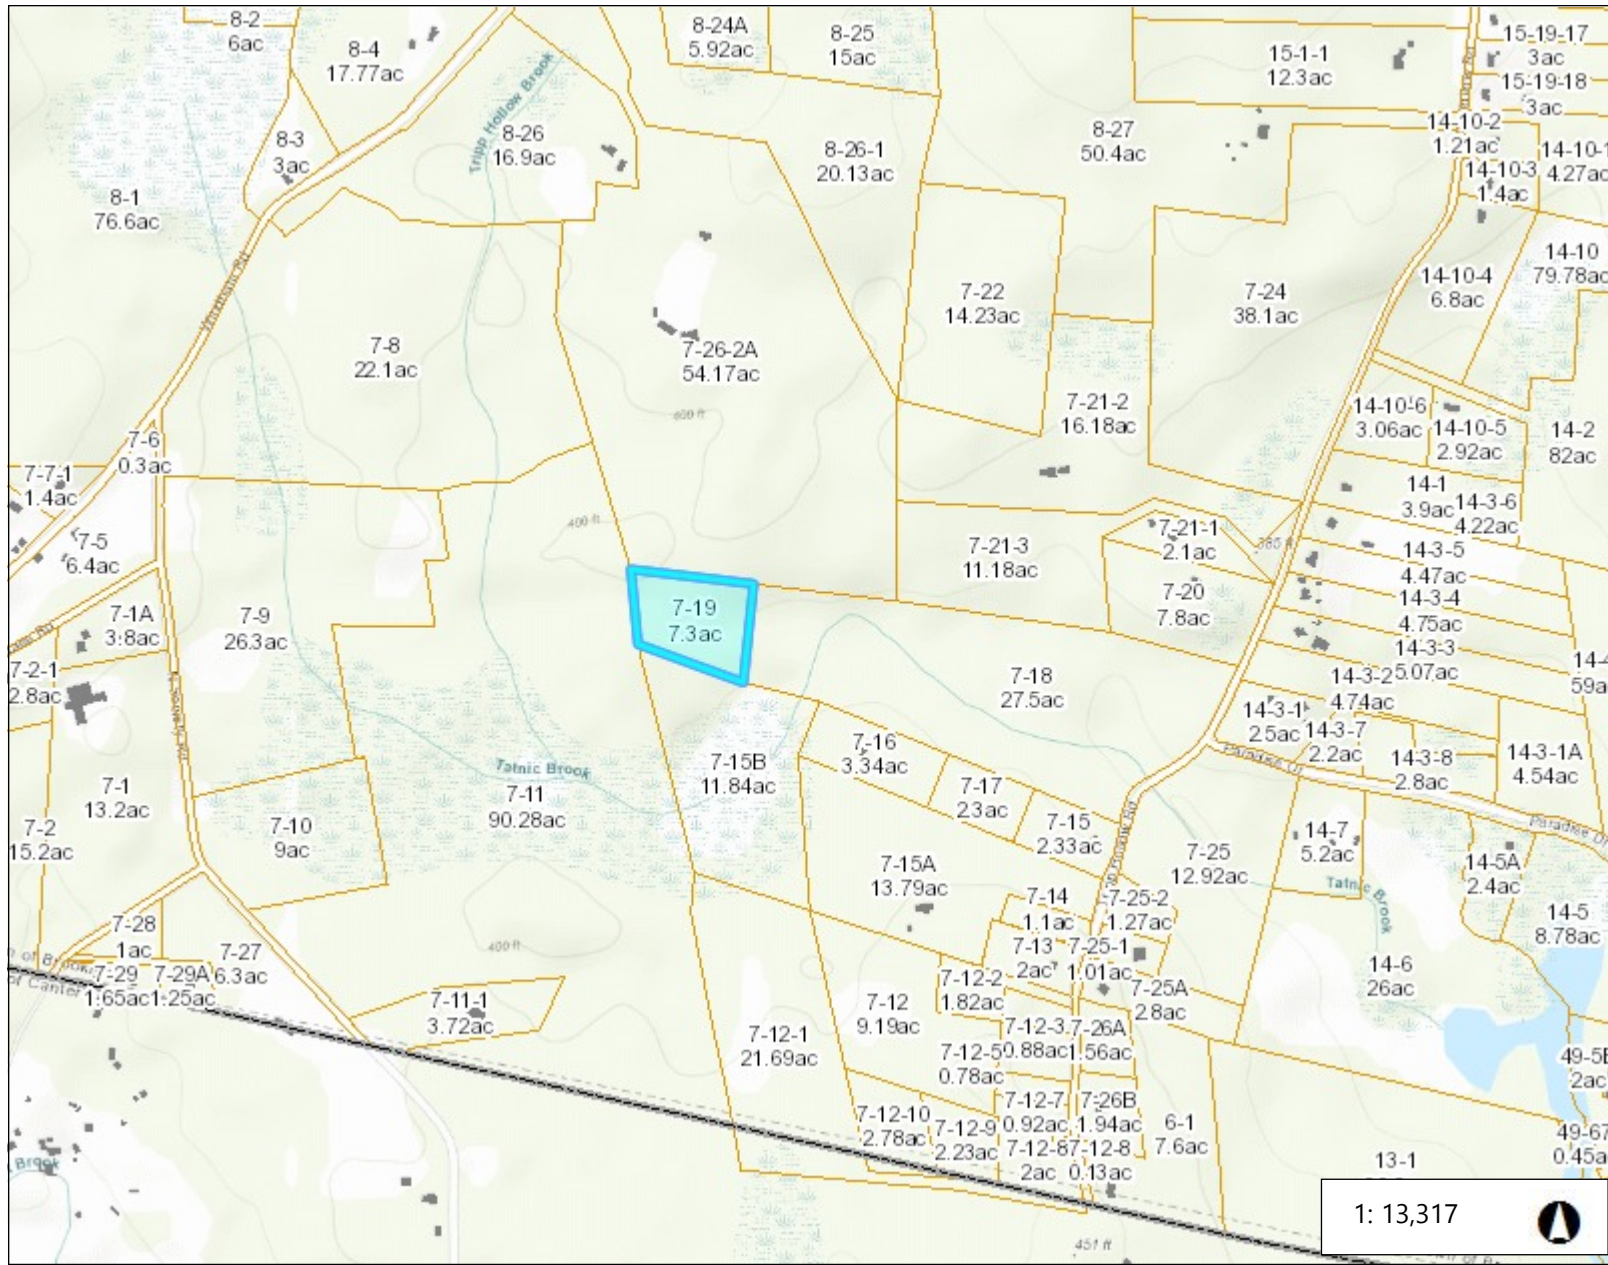 8-2
6ac
8-4
17.77ac
8-24A
5.92ac
8-25
15ac
15-1-1
12.3ac
15-19-17
3ac
15-19-18
3ac
8-3
3ac
Tripp Hollow Brook
8-26
16.9ac
8-26-1
20.13ac
8-27
50.4ac
14-10-2
1.21ac
14-10-3
1.4ac
14-10-1
4.27ac
8-1
76.6ac
14-10
79.78ac
14-10-4
6.8ac
7-22
14.23ac
7-24
38.1ac
7-8
22.1ac
7-26-2A
54.17ac
400 ft
7-21-2
16.18ac
14-10-6
3.06ac
14-10-5
2.92ac
14-2
82ac
7-6
0.3ac
7-7-1
1.4ac
14-1
3.9ac
14-3-6
4.22ac
400 ft
7-5
6.4ac
7-21-3
11.18ac
7-21-1
2.1ac
385 ft
14-3-5
4.47ac
7-20
7.8ac
14-3-4
4.75ac
7-1A
3.8ac
7-9
26.3ac
7-19
7.3ac
14-3-3
5.07ac
7-2-1
2.8ac
7-18
27.5ac
14-3-2
4.74ac
14-4
59a
14-3-1
2.5ac
14-3-7
2.2ac
14-3-8
2.8ac
14-3-1A
4.54ac
Paradise Dr
7-16
3.34ac
7-15B
11.84ac
Tatnic Brook
7-11
90.28ac
7-17
2.3ac
7-1
13.2ac
7-10
9ac
7-2
15.2ac
7-15
2.33ac
7-25
12.92ac
14-7
5.2ac
Paradise Dr
14-5A
2.4ac
7-15A
13.79ac
Tatnic Brook
7-14
1.1ac
7-25-2
1.27ac
14-5
8.78ac
7-28
1ac
7-27
6.3ac
400 ft
7-13
2ac
7-25-1
1.01ac
14-6
26ac
7-29
1.65ac
7-29A
1.25ac
7-11-1
3.72ac
7-12-2
1.82ac
7-25A
2.8ac
7-12
9.19ac
7-12-1
21.69ac
7-12-3
0.88ac
7-26A
1.56ac
7-12-5
0.78ac
49-5B
2ac
7-12-7
0.92ac
7-26B
1.94ac
7-12-10
2.78ac
7-12-9
2.23ac
6-1
7.6ac
7-12-8
2ac
7-12-8
0.13ac
49-67
0.45a
13-1
Brook
451 ft
1: 13,317